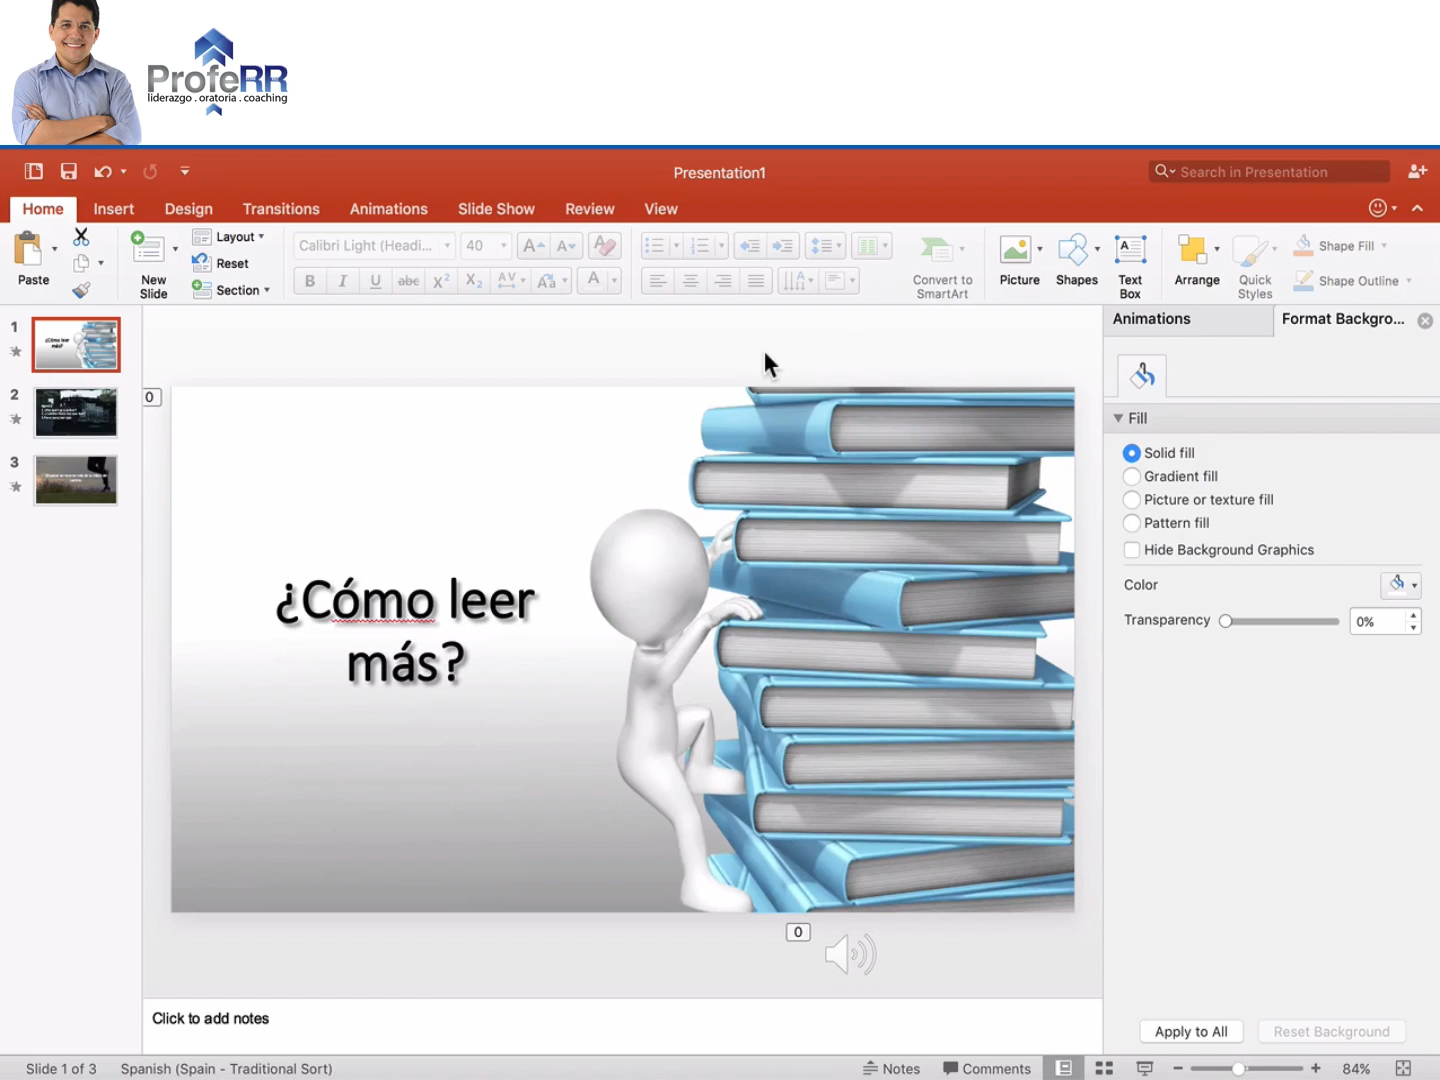 ProfeRR
liderazgo . oratoria . coaching
Presentation1
Search in Presentation
Home
Insert
Design
Transitions
Animations
Slide Show
Review
View
Paste
New
Slide
Layout
Reset
Section
Calibri Light (Headi...
40
Convert to
SmartArt
Picture
Shapes
Text
Box
Arrange
Quick
Styles
Shape Fill
Shape Outline
1
2
3
0
¿Cómo leer
más?
0
Animations
Format Backgro...
Fill
Solid fill
Gradient fill
Picture or texture fill
Pattern fill
Hide Background Graphics
Color
Transparency
0%
Apply to All
Reset Background
Click to add notes
Slide 1 of 3
Spanish (Spain - Traditional Sort)
Notes
Comments
84%